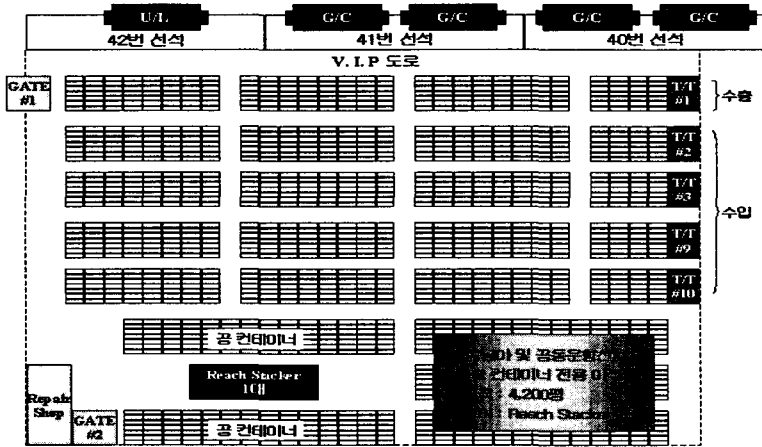 U/L G/C G/C G/C G/C
42번 선석 41번 선석 40번 선석
V.I.P 도로
GATE #1
T/T #1
수출
T/T #2
T/T #3
수입
T/T #9
T/T #10
공 컨테이너
및 공동
컨테이너 전용
4,200평
Reach Stacker
Reach Stacker
1대
Repair
Shop
GATE
#2
공 컨테이너